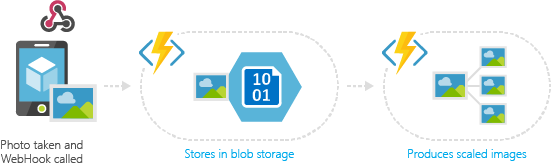 10
01
Photo taken and
WebHook called
Stores in blob storage
Produces scaled images